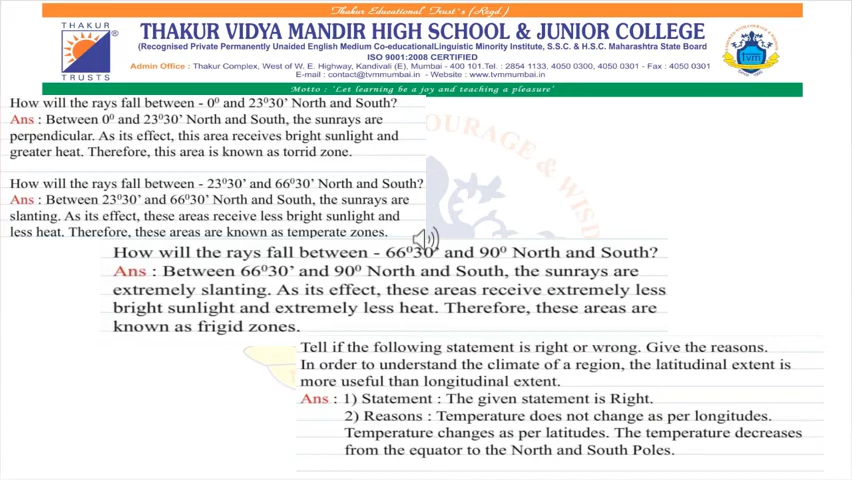 Thakur Educational Trust's (Regd.)
THAKUR
TRUSTS
®
THAKUR VIDYA MANDIR HIGH SCHOOL & JUNIOR COLLEGE
(Recognised Private Permanently Unaided English Medium Co-educationalLinguistic Minority Institute, S.S.C. & H.S.C. Maharashtra State Board
ISO 9001:2008 CERTIFIED
Admin Office : Thakur Complex, West of W. E. Highway, Kandivali (E), Mumbai - 400 101.Tel. : 2854 1133, 4050 0300, 4050 0301 - Fax : 4050 0301
E-mail : contact@tvmmumbai.in - Website : www.tvmmumbai.in
tvm
Motto : 'Let learning be a joy and teaching a pleasure'
How will the rays fall between - 0⁰ and 23⁰30' North and South?
Ans : Between 0⁰ and 23⁰30' North and South, the sunrays are
perpendicular. As its effect, this area receives bright sunlight and
greater heat. Therefore, this area is known as torrid zone.
How will the rays fall between - 23⁰30' and 66⁰30' North and South?
Ans : Between 23⁰30' and 66⁰30' North and South, the sunrays are
slanting. As its effect, these areas receive less bright sunlight and
less heat. Therefore, these areas are known as temperate zones.
OURAGE & WISD
How will the rays fall between - 66⁰30' and 90⁰ North and South?
Ans : Between 66⁰30' and 90⁰ North and South, the sunrays are
extremely slanting. As its effect, these areas receive extremely less
bright sunlight and extremely less heat. Therefore, these areas are
known as frigid zones.
Tell if the following statement is right or wrong. Give the reasons.
In order to understand the climate of a region, the latitudinal extent is
more useful than longitudinal extent.
Ans : 1) Statement : The given statement is Right.
2) Reasons : Temperature does not change as per longitudes.
Temperature changes as per latitudes. The temperature decreases
from the equator to the North and South Poles.